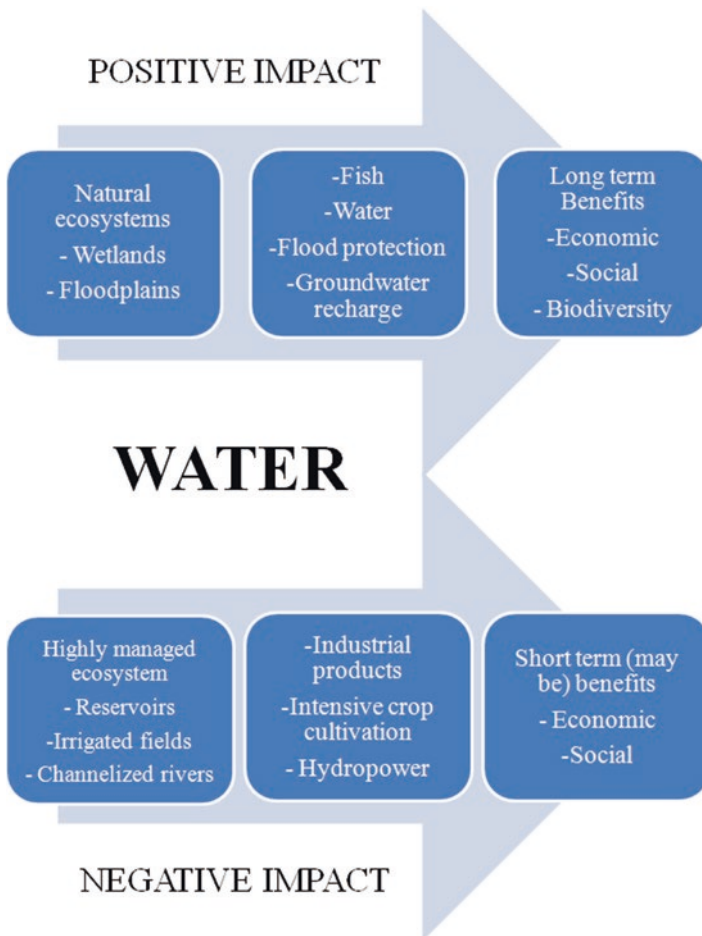 POSITIVE IMPACT
Natural
ecosystems
- Wetlands
- Floodplains
-Fish
-Water
-Flood protection
-Groundwater
recharge
Long term
Benefits
-Economic
-Social
- Biodiversity
WATER
Highly managed
ecosystem
- Reservoirs
-Irrigated fields
- Channelized rivers
-Industrial
products
-Intensive crop
cultivation
- Hydropower
Short term (may
be) benefits
- Economic
-Social
NEGATIVE IMPACT